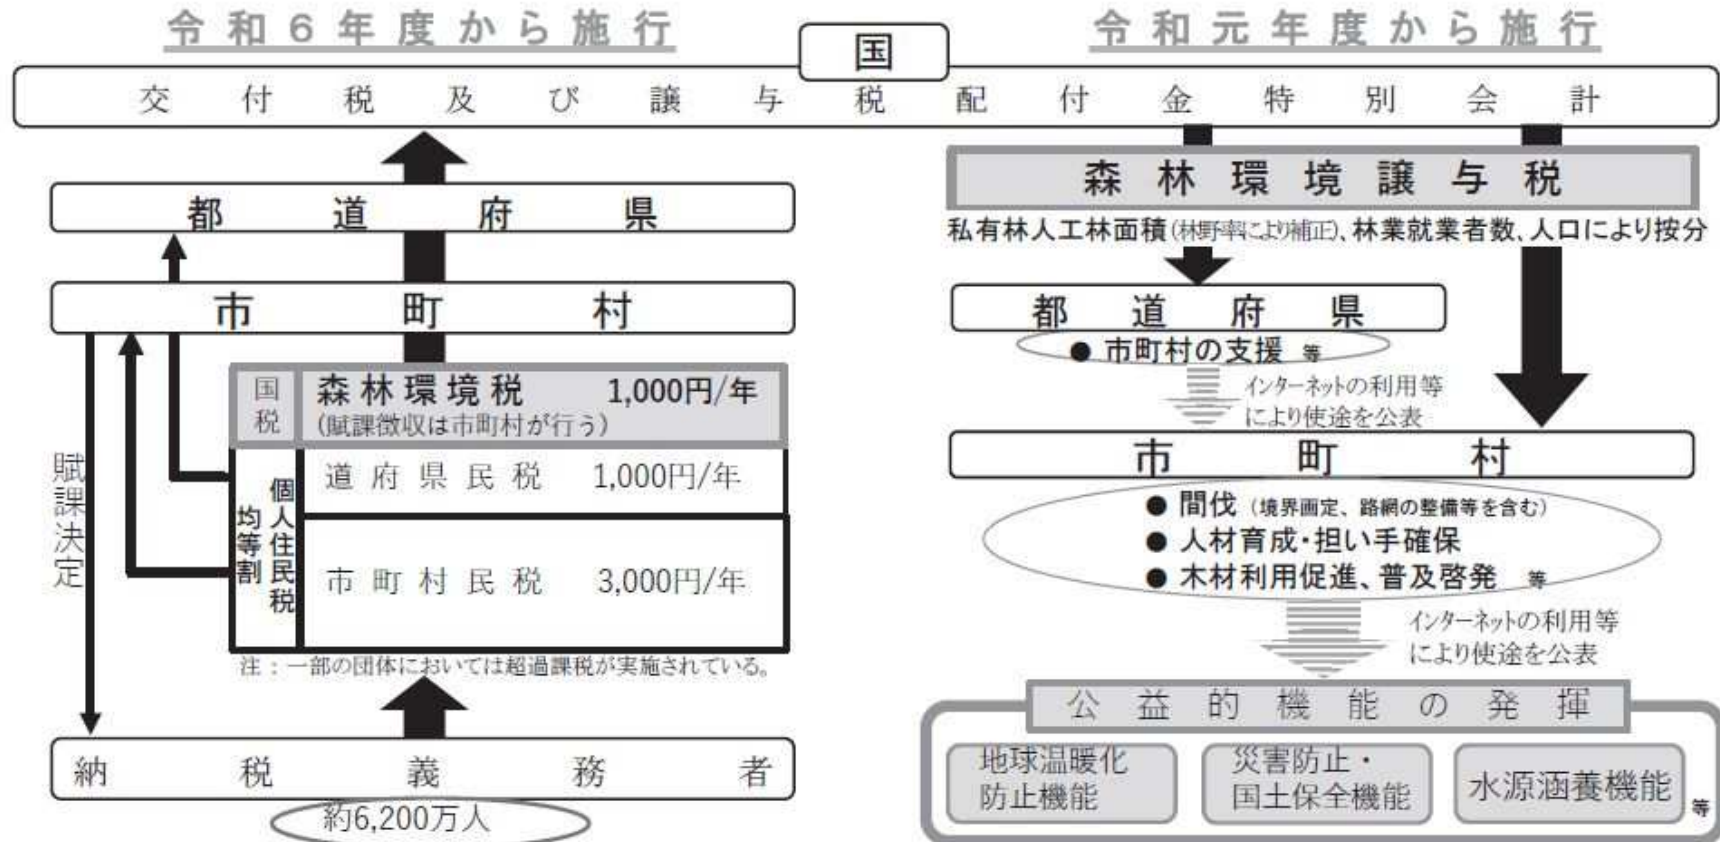 令和６年度から施行
令和元年度から施行
国
交付税及び譲与税配付金特別会計
都道府県
市町村
国税
森林環境税 1,000円/年
(賦課徴収は市町村が行う)
個人住民税
均等割
道府県民税 1,000円/年
市町村民税 3,000円/年
注：一部の団体においては超過課税が実施されている。
賦課決定
納税義務者
約6,200万人
森林環境譲与税
私有林人工林面積(林野率により補正)、林業就業者数、人口により按分
都道府県
● 市町村の支援 等
インターネットの利用等
により使途を公表
市町村
● 間伐（境界画定、路網の整備等を含む）
● 人材育成・担い手確保
● 木材利用促進、普及啓発 等
インターネットの利用等
により使途を公表
公益的機能の発揮
地球温暖化
防止機能
災害防止・
国土保全機能
水源涵養機能
等